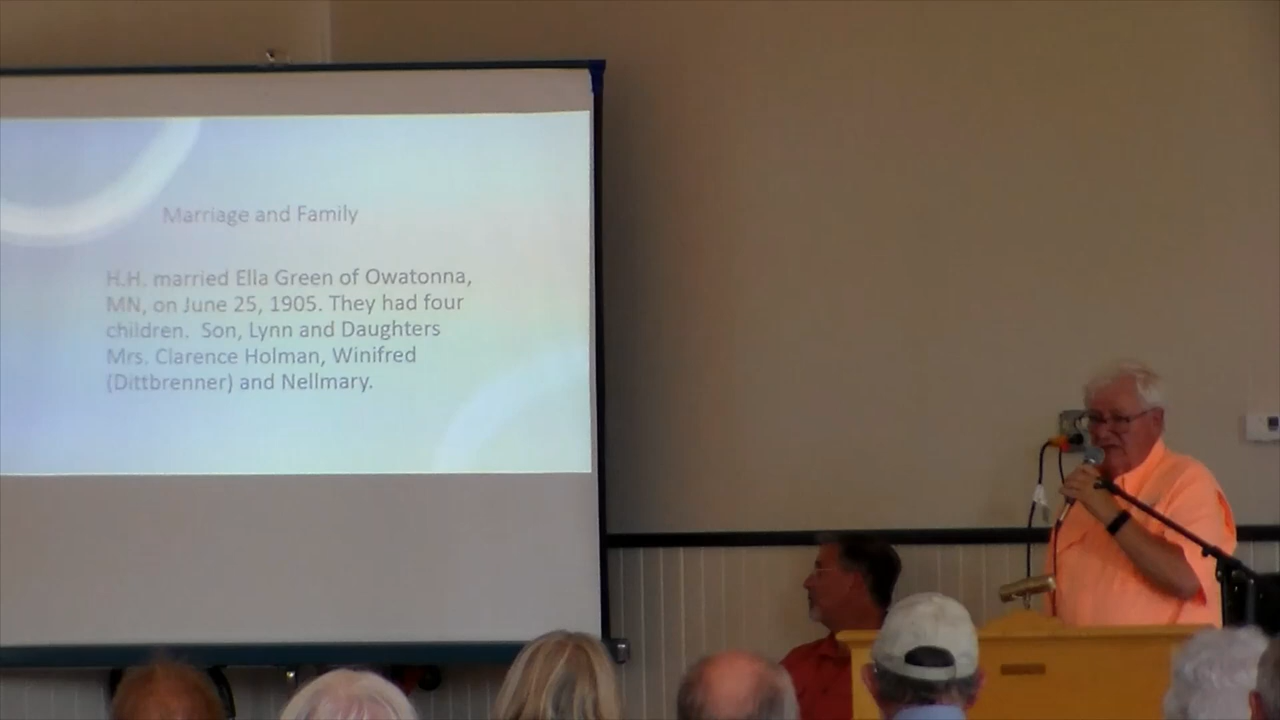 Marriage and Family
H.H. married Ella Green of Owatonna,
MN, on June 25, 1905. They had four
children.  Son, Lynn and Daughters
Mrs. Clarence Holman, Winifred
(Dittbrenner) and Nellmary.